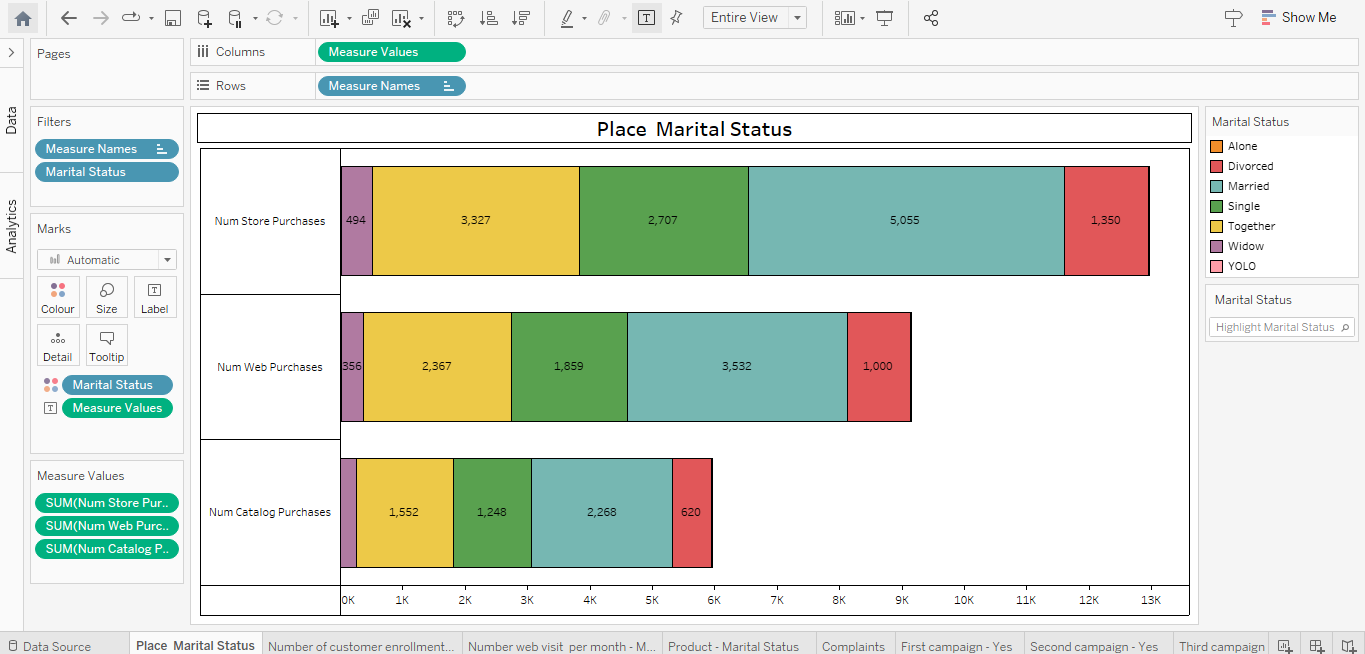 Entire View
Show Me
Data
Analytics
Pages
Filters
Measure Names
Marital Status
Marks
Automatic
Colour
Size
Label
Detail
Tooltip
Marital Status
Measure Values
Measure Values
SUM(Num Store Pur..
SUM(Num Web Purc..
SUM(Num Catalog P..
Columns
Measure Values
Rows
Measure Names
Place Marital Status
Num Store Purchases
494
3,327
2,707
5,055
1,350
Num Web Purchases
356
2,367
1,859
3,532
1,000
Num Catalog Purchases
1,552
1,248
2,268
620
0K
1K
2K
3K
4K
5K
6K
7K
8K
9K
10K
11K
12K
13K
Marital Status
Alone
Divorced
Married
Single
Together
Widow
YOLO
Marital Status
Highlight Marital Status
Data Source
Place Marital Status
Number of customer enrollment...
Number web visit per month - M...
Product - Marital Status
Complaints
First campaign - Yes
Second campaign - Yes
Third campaign